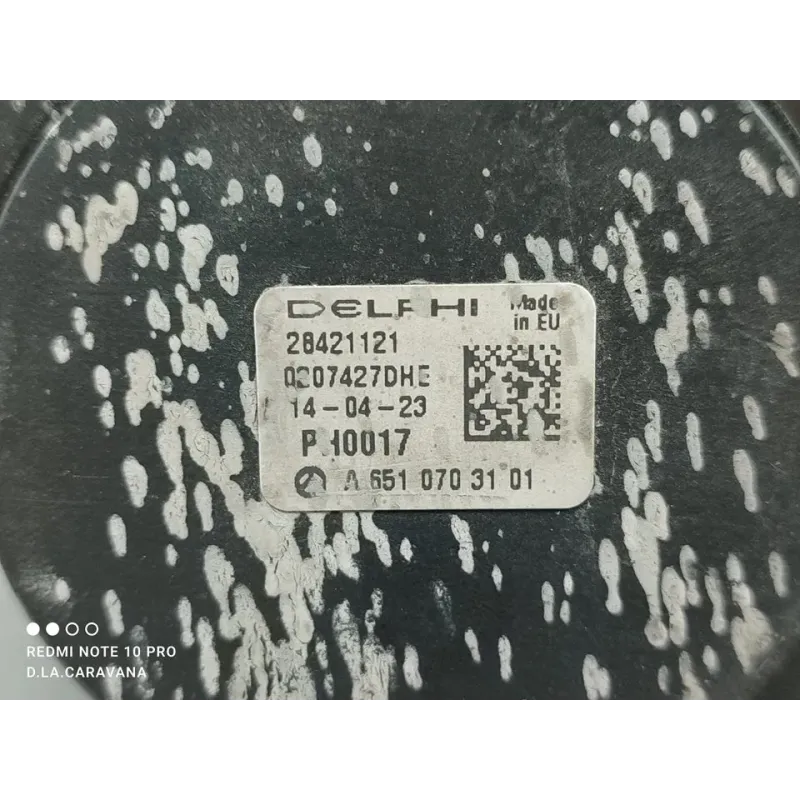 DELPHI
Made
in EU
28421121
0207427DHE
14-04-23
A 651 070 31 01
REDMI NOTE 10 PRO
D.LA.CARAVANA